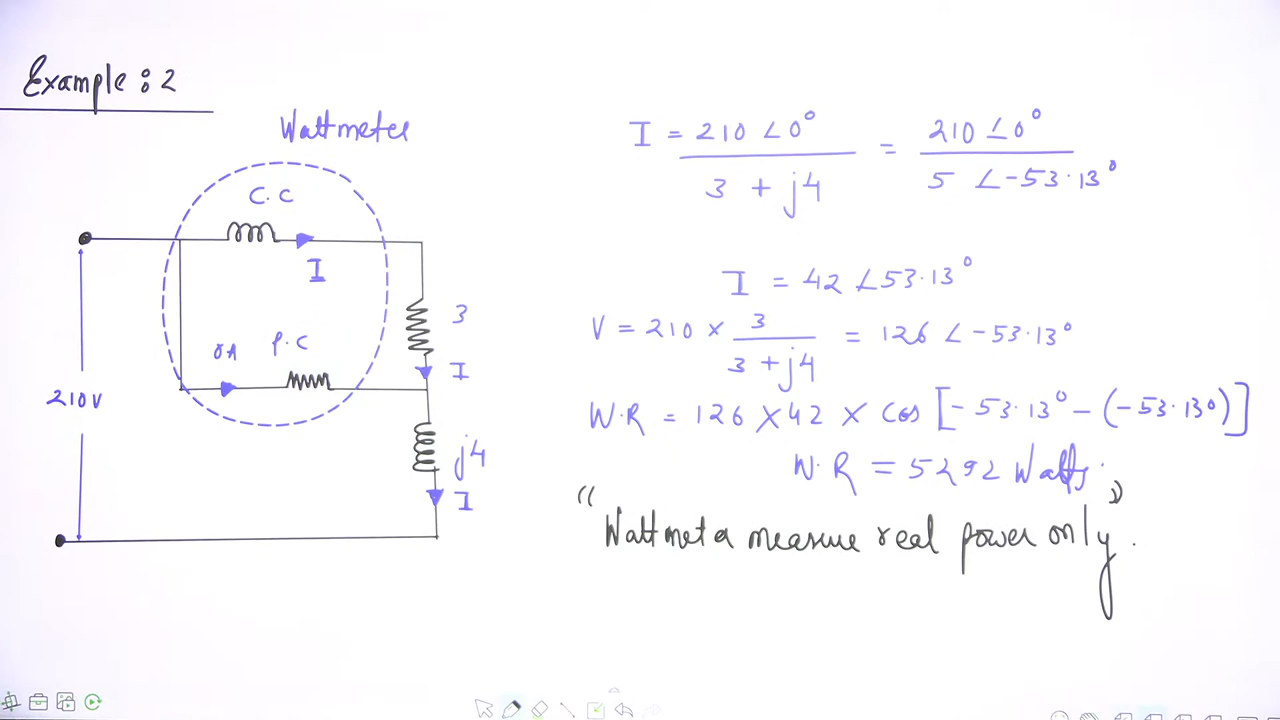 Example : 2
Wattmeter
C.C
I
3
0A P.C
I
210V
j4
I
I = 210 ∠0° / 3 + j4 = 210 ∠0° / 5 ∠-53.13°
I = 42 ∠53.13°
V = 210 × 3 / 3 + j4 = 126 ∠-53.13°
W.R = 126 × 42 × Cos [-53.13° - (-53.13°)]
W.R = 5292 Watts.
"Wattmeter measure real power only".